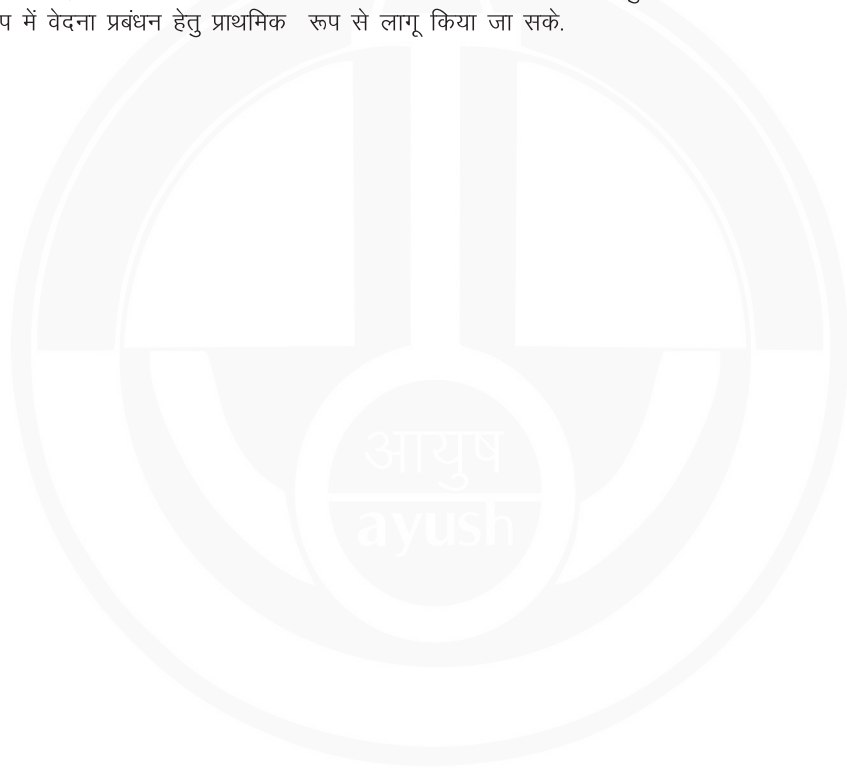 प में वेदना प्रबंधन हेतु प्राथमिक रूप से लागू किया जा सके.
आयुष
ayush